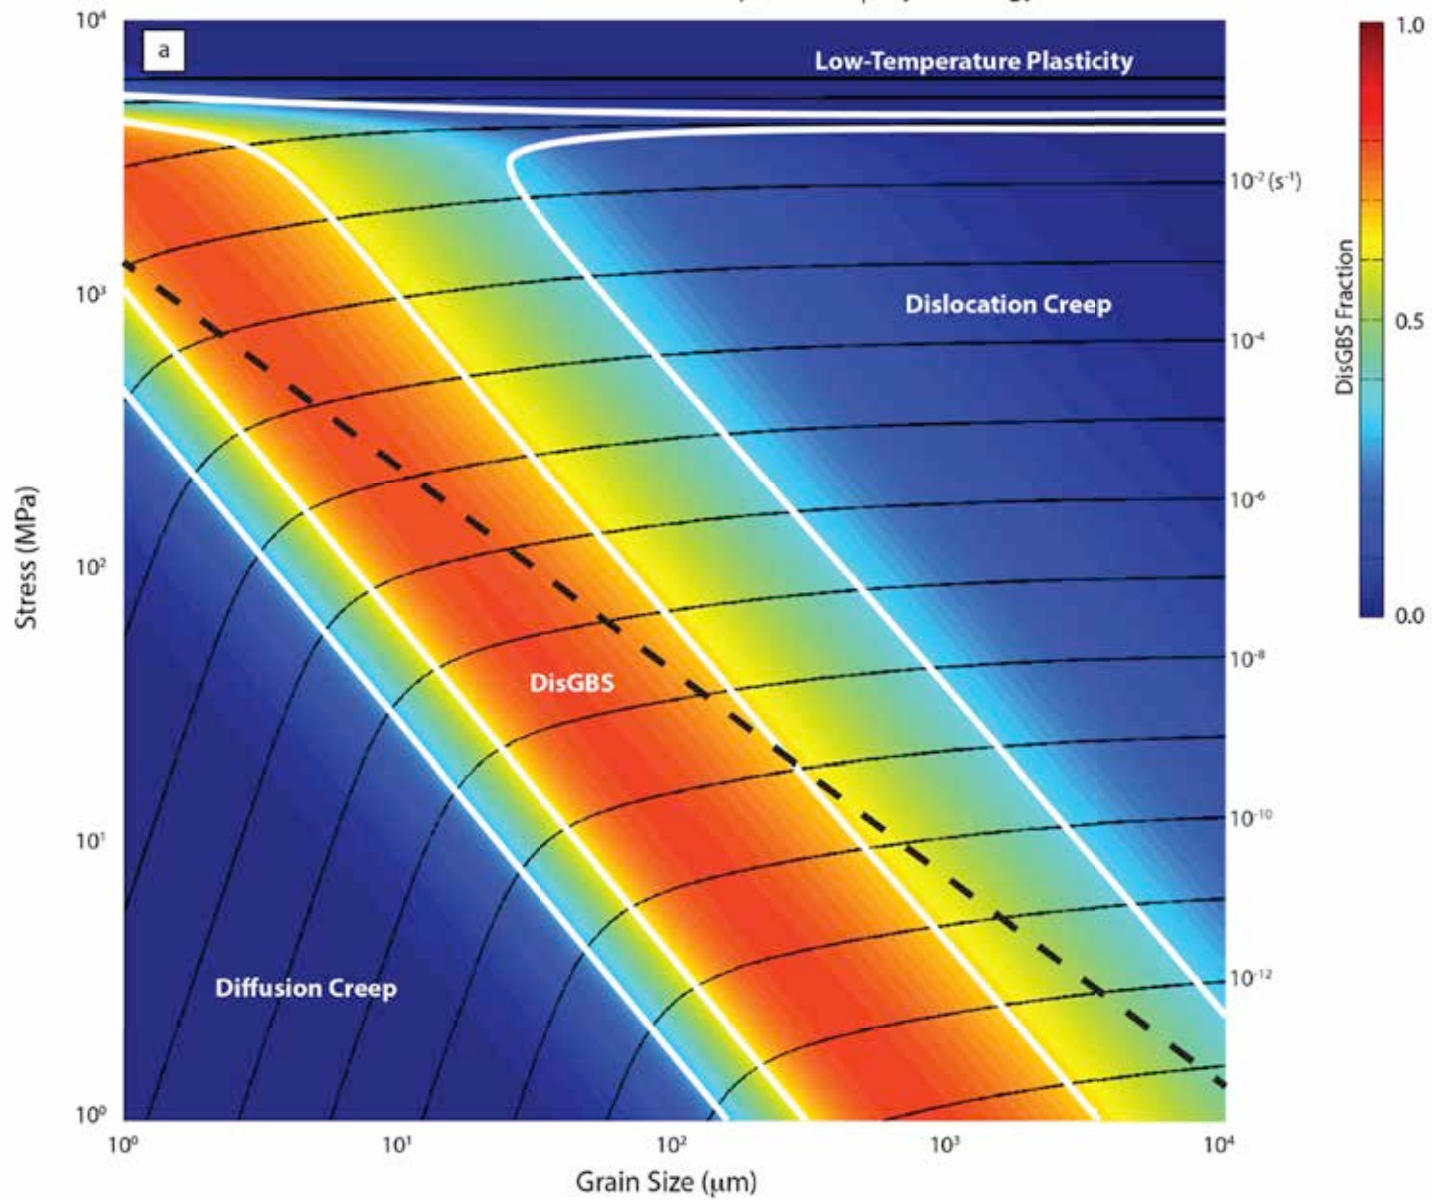 a
Low-Temperature Plasticity
Dislocation Creep
DisGBS
Diffusion Creep
10⁴
10³
10²
10¹
10⁰
Stress (MPa)
10⁰
10¹
10²
10³
10⁴
Grain Size (μm)
10⁻² (s⁻¹)
10⁻⁴
10⁻⁶
10⁻⁸
10⁻¹⁰
10⁻¹²
1.0
0.5
0.0
DisGBS Fraction